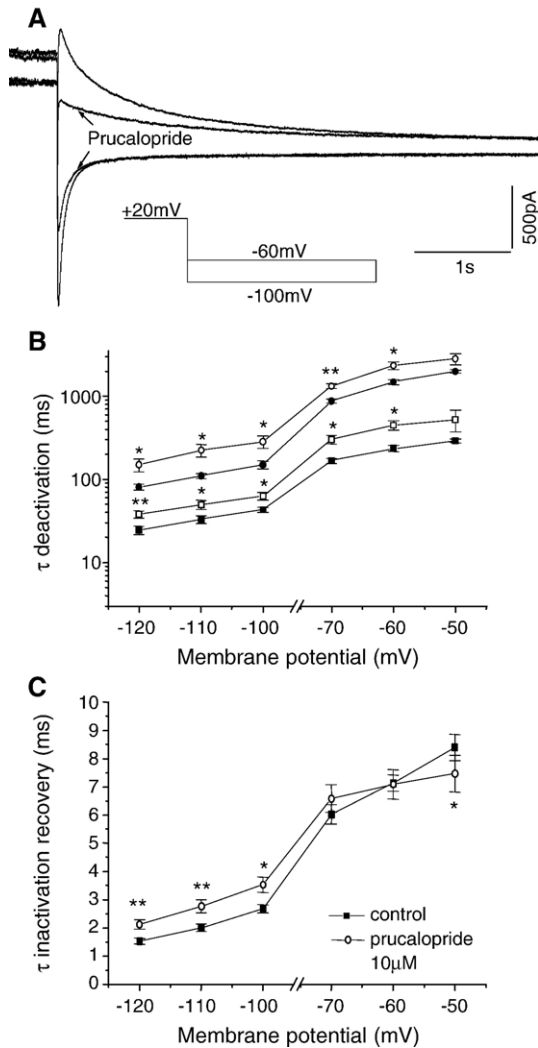 A
Prucalopride
+20mV
-60mV
-100mV
500pA
1s
B
τ deactivation (ms)
1000
100
10
** *
* * *
* *
** * * * *
-120 -110 -100 -70 -60 -50
Membrane potential (mV)
C
τ inactivation recovery (ms)
10
9
8
7
6
5
4
3
2
1
0
** ** *
*
control
prucalopride
10μM
-120 -110 -100 -70 -60 -50
Membrane potential (mV)